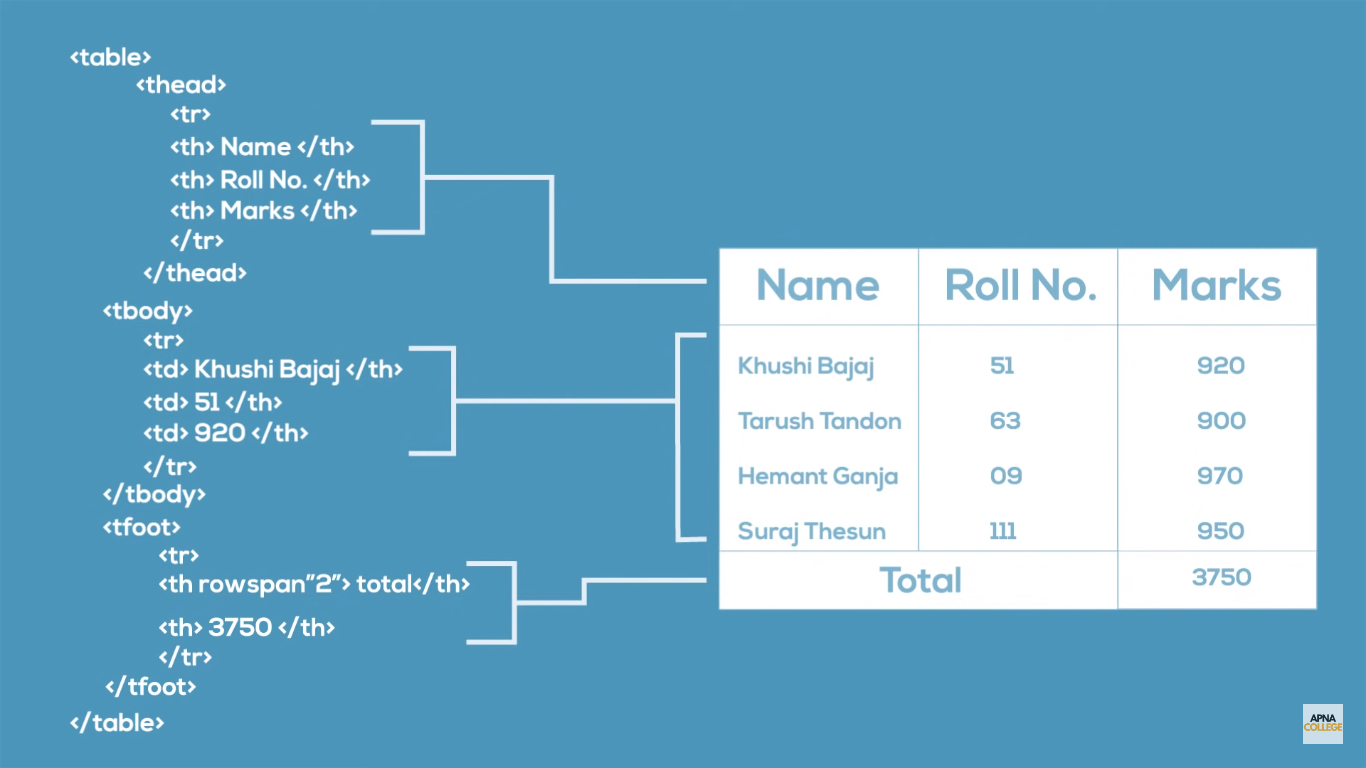 <table>
<thead>
<tr>
<th> Name </th>
<th> Roll No. </th>
<th> Marks </th>
</tr>
</thead>
<tbody>
<tr>
<td> Khushi Bajaj </th>
<td> 51 </th>
<td> 920 </th>
</tr>
</tbody>
<tfoot>
<tr>
<th rowspan”2”> total</th>
<th> 3750 </th>
</tr>
</tfoot>
</table>
Name Roll No. Marks
Khushi Bajaj 51 920
Tarush Tandon 63 900
Hemant Ganja 09 970
Suraj Thesun 111 950
Total 3750
APNA
COLLEGE